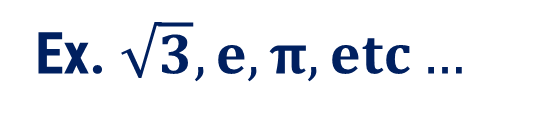 Ex. √3, e, π, etc ...